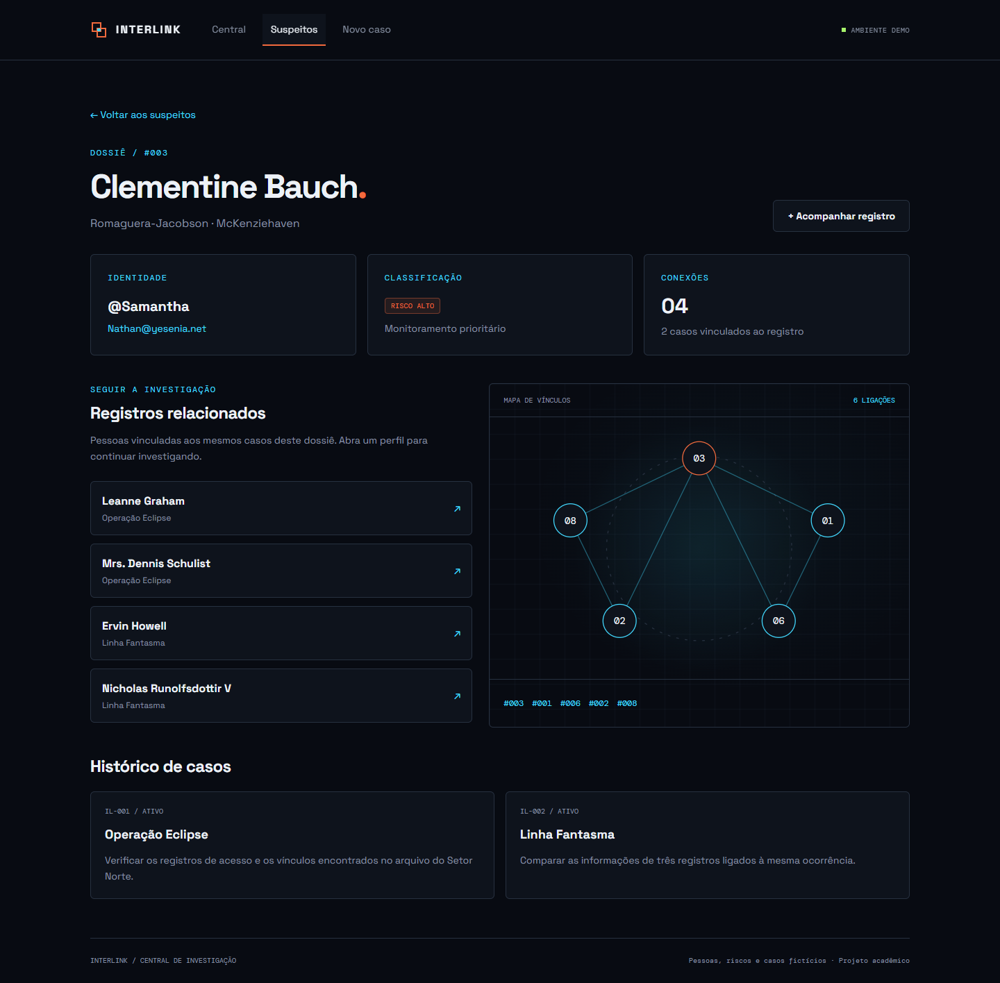 INTERLINK
Central
Suspeitos
Novo caso
AMBIENTE DEMO
← Voltar aos suspeitos
DOSSIÊ / #003
Clementine Bauch.
Romaguera-Jacobson · McKenziehaven
+ Acompanhar registro
IDENTIDADE
@Samantha
Nathan@yesenia.net
CLASSIFICAÇÃO
RISCO ALTO
Monitoramento prioritário
CONEXÕES
04
2 casos vinculados ao registro
SEGUIR A INVESTIGAÇÃO
Registros relacionados
Pessoas vinculadas aos mesmos casos deste dossiê. Abra um perfil para
continuar investigando.
Leanne Graham
Operação Eclipse
↗
Mrs. Dennis Schulist
Operação Eclipse
↗
Ervin Howell
Linha Fantasma
↗
Nicholas Runolfsdottir V
Linha Fantasma
↗
MAPA DE VÍNCULOS
6 LIGAÇÕES
03
08
01
02
06
#003 #001 #006 #002 #008
Histórico de casos
IL-001 / ATIVO
Operação Eclipse
Verificar os registros de acesso e os vínculos encontrados no arquivo do Setor
Norte.
IL-002 / ATIVO
Linha Fantasma
Comparar as informações de três registros ligados à mesma ocorrência.
INTERLINK / CENTRAL DE INVESTIGAÇÃO
Pessoas, riscos e casos fictícios · Projeto acadêmico